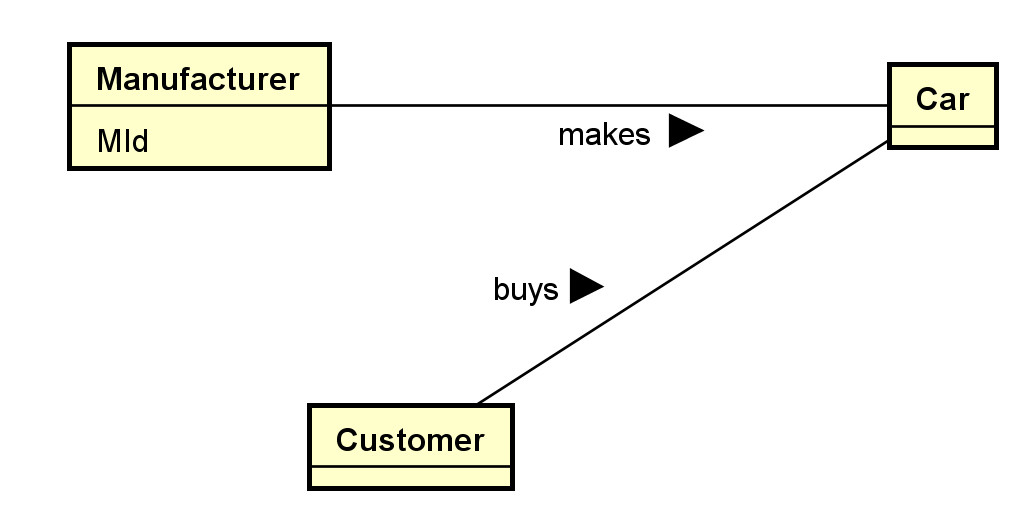 Manufacturer
MId
Car
makes
buys
Customer